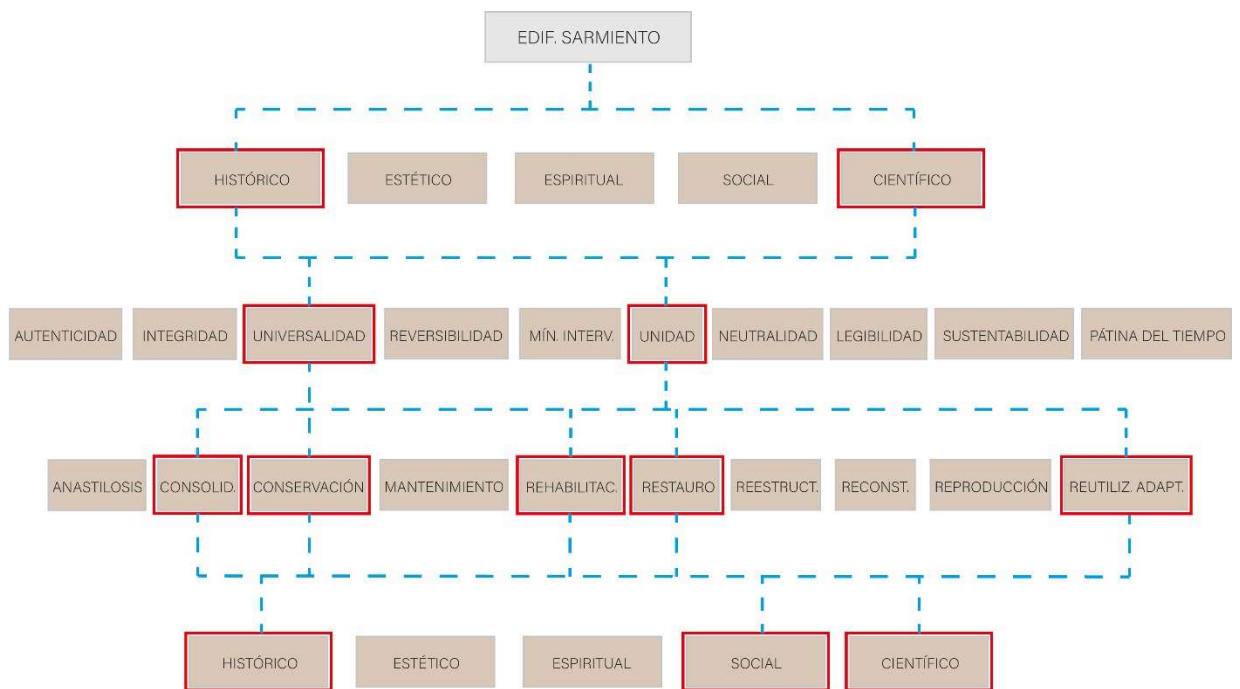 EDIF. SARMIENTO
HISTÓRICO ESTÉTICO ESPIRITUAL SOCIAL CIENTÍFICO
AUTENTICIDAD INTEGRIDAD UNIVERSALIDAD REVERSIBILIDAD MÍN. INTERV. UNIDAD NEUTRALIDAD LEGIBILIDAD SUSTENTABILIDAD PÁTINA DEL TIEMPO
ANASTILOSIS CONSOLID. CONSERVACIÓN MANTENIMIENTO REHABILITAC. RESTAURO REESTRUCT. RECONST. REPRODUCCIÓN REUTILIZ. ADAPT.
HISTÓRICO ESTÉTICO ESPIRITUAL SOCIAL CIENTÍFICO